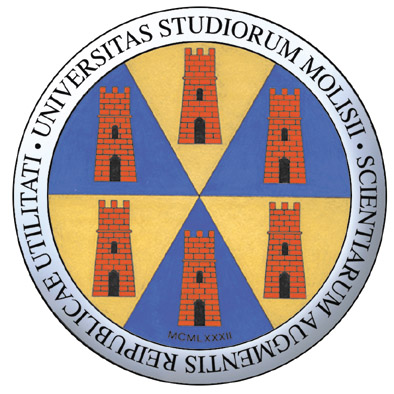 UNIVERSITAS STUDIORUM MOLISII · SCIENTIARUM AUGMENTIS REIPUBLICAE UTILITATI ·
MCMLXXXII